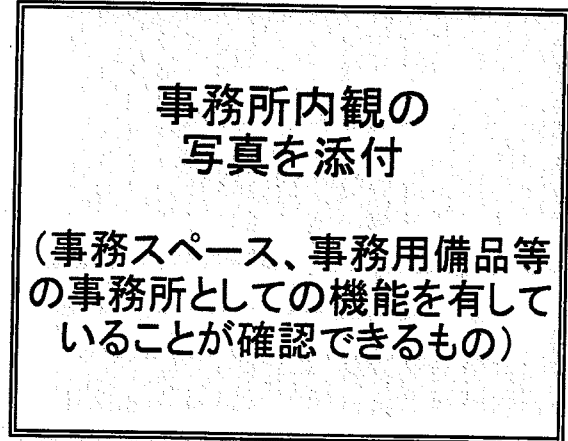 事務所内観の
写真を添付
(事務スペース、事務用備品等
の事務所としての機能を有して
いることが確認できるもの)